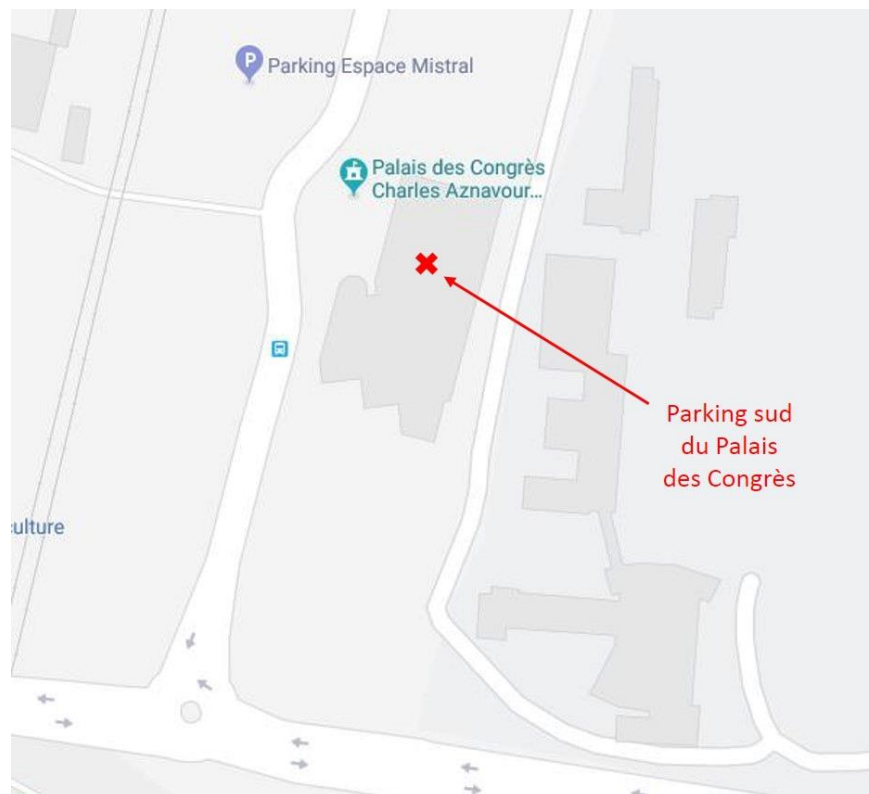 P
Parking Espace Mistral
Palais des Congrès
Charles Aznavour...
Parking sud
du Palais
des Congrès
ulture